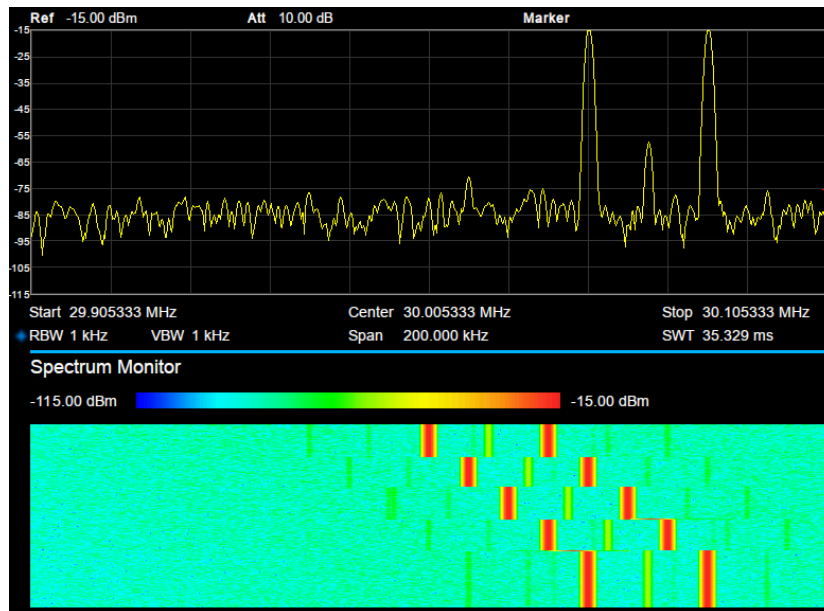 Ref -15.00 dBm Att 10.00 dB Marker
-15
-25
-35
-45
-55
-65
-75
-85
-95
-105
-115
Start 29.905333 MHz Center 30.005333 MHz Stop 30.105333 MHz
RBW 1 kHz VBW 1 kHz Span 200.000 kHz SWT 35.329 ms
Spectrum Monitor
-115.00 dBm -15.00 dBm